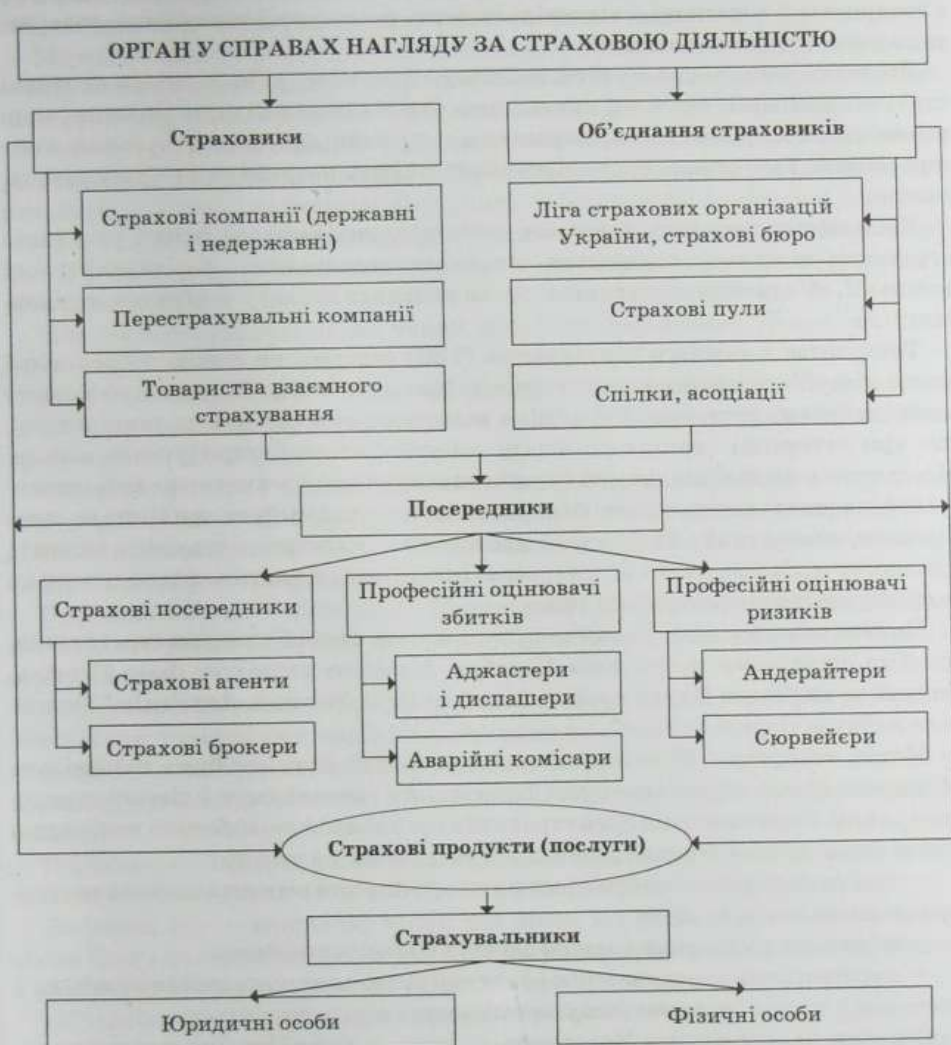 ОРГАН У СПРАВАХ НАГЛЯДУ ЗА СТРАХОВОЮ ДІЯЛЬНІСТЮ
Страховики
Об’єднання страховиків
Страхові компанії (державні
і недержавні)
Ліга страхових організацій
України, страхові бюро
Перестрахувальні компанії
Страхові пули
Товариства взаємного
страхування
Спілки, асоціації
Посередники
Страхові посередники
Професійні оцінювачі
збитків
Професійні оцінювачі
ризиків
Страхові агенти
Аджастери
і диспашери
Андерайтери
Страхові брокери
Аварійні комісари
Сюрвейєри
Страхові продукти (послуги)
Страхувальники
Юридичні особи
Фізичні особи